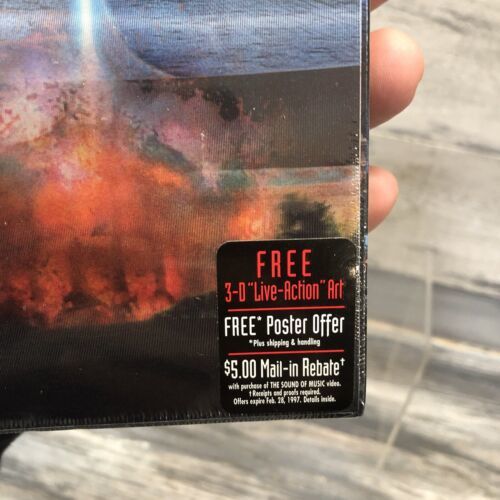 FREE
3-D "Live-Action" Art
FREE* Poster Offer
*Plus shipping & handling
$5.00 Mail-in Rebate†
with purchase of THE SOUND OF MUSIC video.
† Receipts and proofs required.
Offers expire Feb. 28, 1997. Details inside.